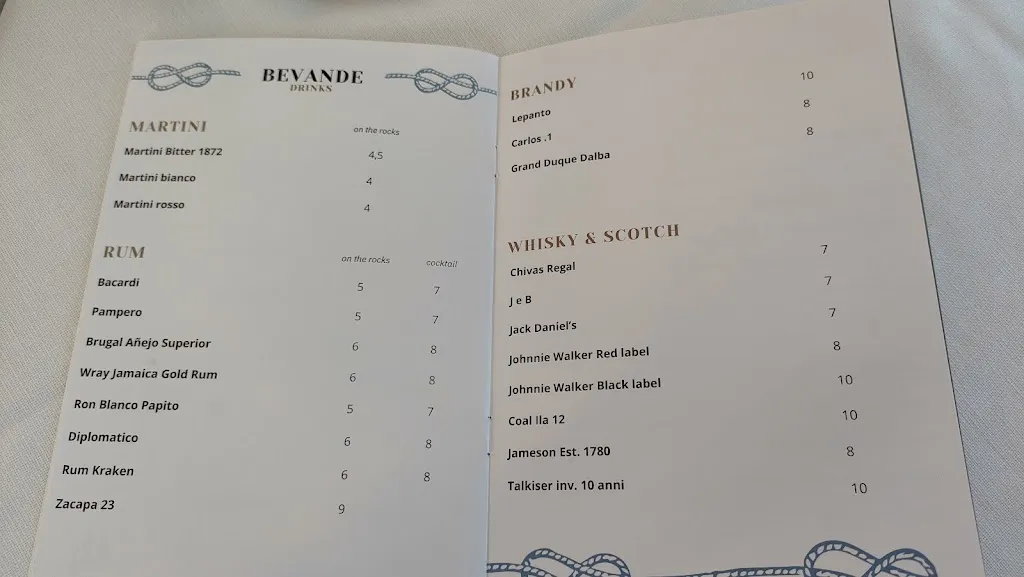 BEVANDE
DRINKS
MARTINI on the rocks
Martini Bitter 1872 4,5
Martini bianco 4
Martini rosso 4
RUM on the rocks cocktail
Bacardi 5 7
Pampero 5 7
Brugal Añejo Superior 6 8
Wray Jamaica Gold Rum 6 8
Ron Blanco Papito 5 7
Diplomatico 6 8
Rum Kraken 6 8
Zacapa 23 9
BRANDY
Lepanto 10
Carlos .1 8
Grand Duque Dalba 8
WHISKY & SCOTCH
Chivas Regal 7
J e B 7
Jack Daniel's 7
Johnnie Walker Red label 8
Johnnie Walker Black label 10
Coal Ila 12 10
Jameson Est. 1780 8
Talkiser inv. 10 anni 10